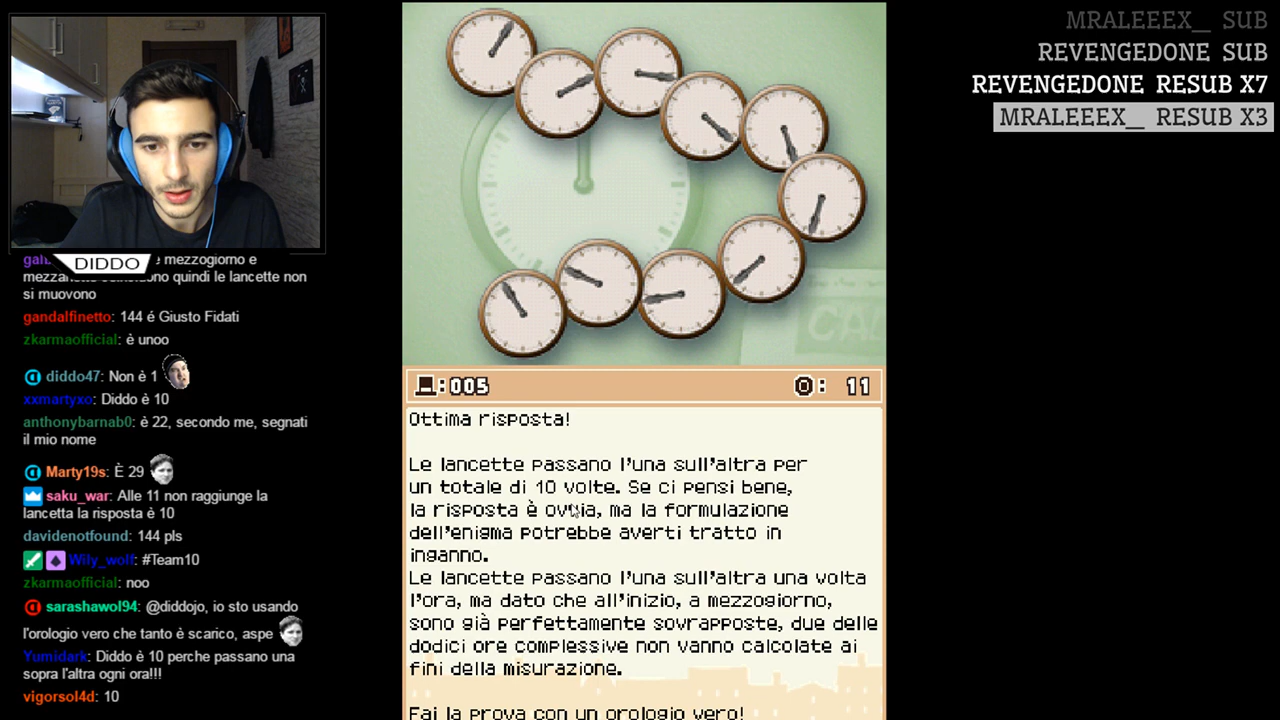 MRALEEEX_ SUB
REVENGEDONE SUB
REVENGEDONE RESUB X7
MRALEEEX_ RESUB X3
DIDDO
è mezzogiorno e
quindi le lancette non
si muovono
gandalfinetto: 144 é Giusto Fidati
zkarmaofficial: è unoo
diddo47: Non è 1
xxmartyxo: Diddo è 10
anthonybarnab0: è 22, secondo me, segnati
il mio nome
Marty19s: È 29
saku_war: Alle 11 non raggiunge la
lancetta la risposta è 10
davidenotfound: 144 pls
Wily_wolf: #Team10
zkarmaofficial: noo
sarashawol94: @diddojo, io sto usando
l'orologio vero che tanto è scarico, aspe
Yumidark: Diddo è 10 perche passano una
sopra l'altra ogni ora!!!
vigorsol4d: 10
:005
: 11
Ottima risposta!
Le lancette passano l'una sull'altra per
un totale di 10 volte. Se ci pensi bene,
la risposta è ovvia, ma la formulazione
dell'enigma potrebbe averti tratto in
inganno.
Le lancette passano l'una sull'altra una volta
l'ora, ma dato che all'inizio, a mezzogiorno,
sono già perfettamente sovrapposte, due delle
dodici ore complessive non vanno calcolate ai
fini della misurazione.
Fai la prova con un orologio vero!